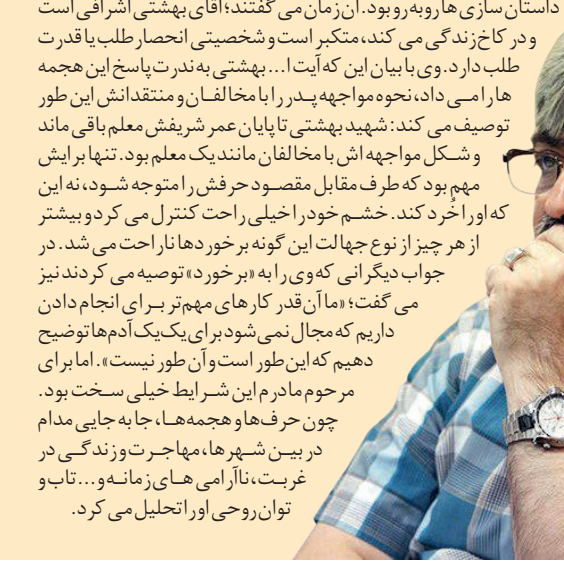 داستان سازی ها روبه رو بود. آن زمان می گفتند؛ آقای بهشتی اشرافی است
و در کاخ زندگی می کند، متکبر است و شخصیتی انحصار طلب یا قدرت
طلب دارد. وی با بیان این که آیت ا... بهشتی به ندرت پاسخ این هجمه
ها را می داد، نحوه مواجهه پدر را با مخالفان و منتقدانش این طور
توصیف می کند: شهید بهشتی تا پایان عمر شریفش معلم باقی ماند
و شکل مواجهه اش با مخالفان مانند یک معلم بود. تنها برایش
مهم بود که طرف مقابل مقصود حرفش را متوجه شود، نه این
که او را خُرد کند. خشم خود را خیلی راحت کنترل می کرد و بیشتر
از هر چیز از نوع جهالت این گونه برخوردها ناراحت می شد. در
جواب دیگرانی که وی را به «برخورد» توصیه می کردند نیز
می گفت؛ «ما آن قدر کارهای مهم تر برای انجام دادن
داریم که مجال نمی شود برای یک یک آدم ها توضیح
دهیم که این طور است و آن طور نیست». اما برای
مرحوم مادرم این شرایط خیلی سخت بود.
چون حرف ها و هجمه ها، جا به جایی مدام
در بین شهرها، مهاجرت و زندگی در
غربت، ناآرامی های زمانه و... تاب و
توان روحی او را تحلیل می کرد.